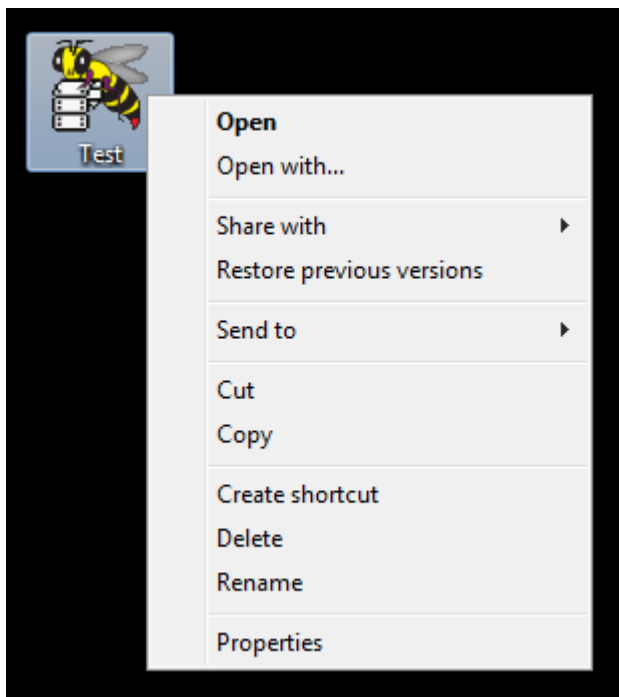 Test
Open
Open with...
Share with
Restore previous versions
Send to
Cut
Copy
Create shortcut
Delete
Rename
Properties